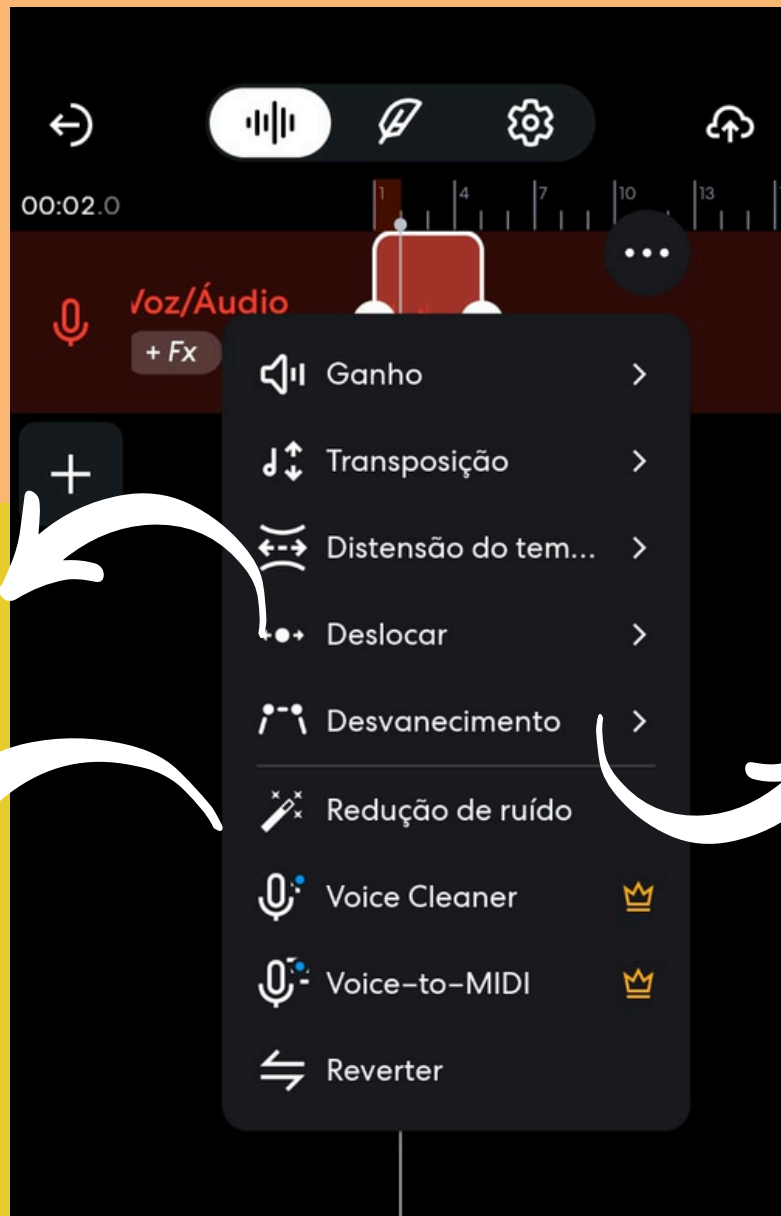 00:02.0
1 4 7 10 13
Voz/Áudio
+ Fx
Ganho
Transposição
Distensão do tem...
Deslocar
Desvanecimento
Redução de ruído
Voice Cleaner
Voice-to-MIDI
Reverter